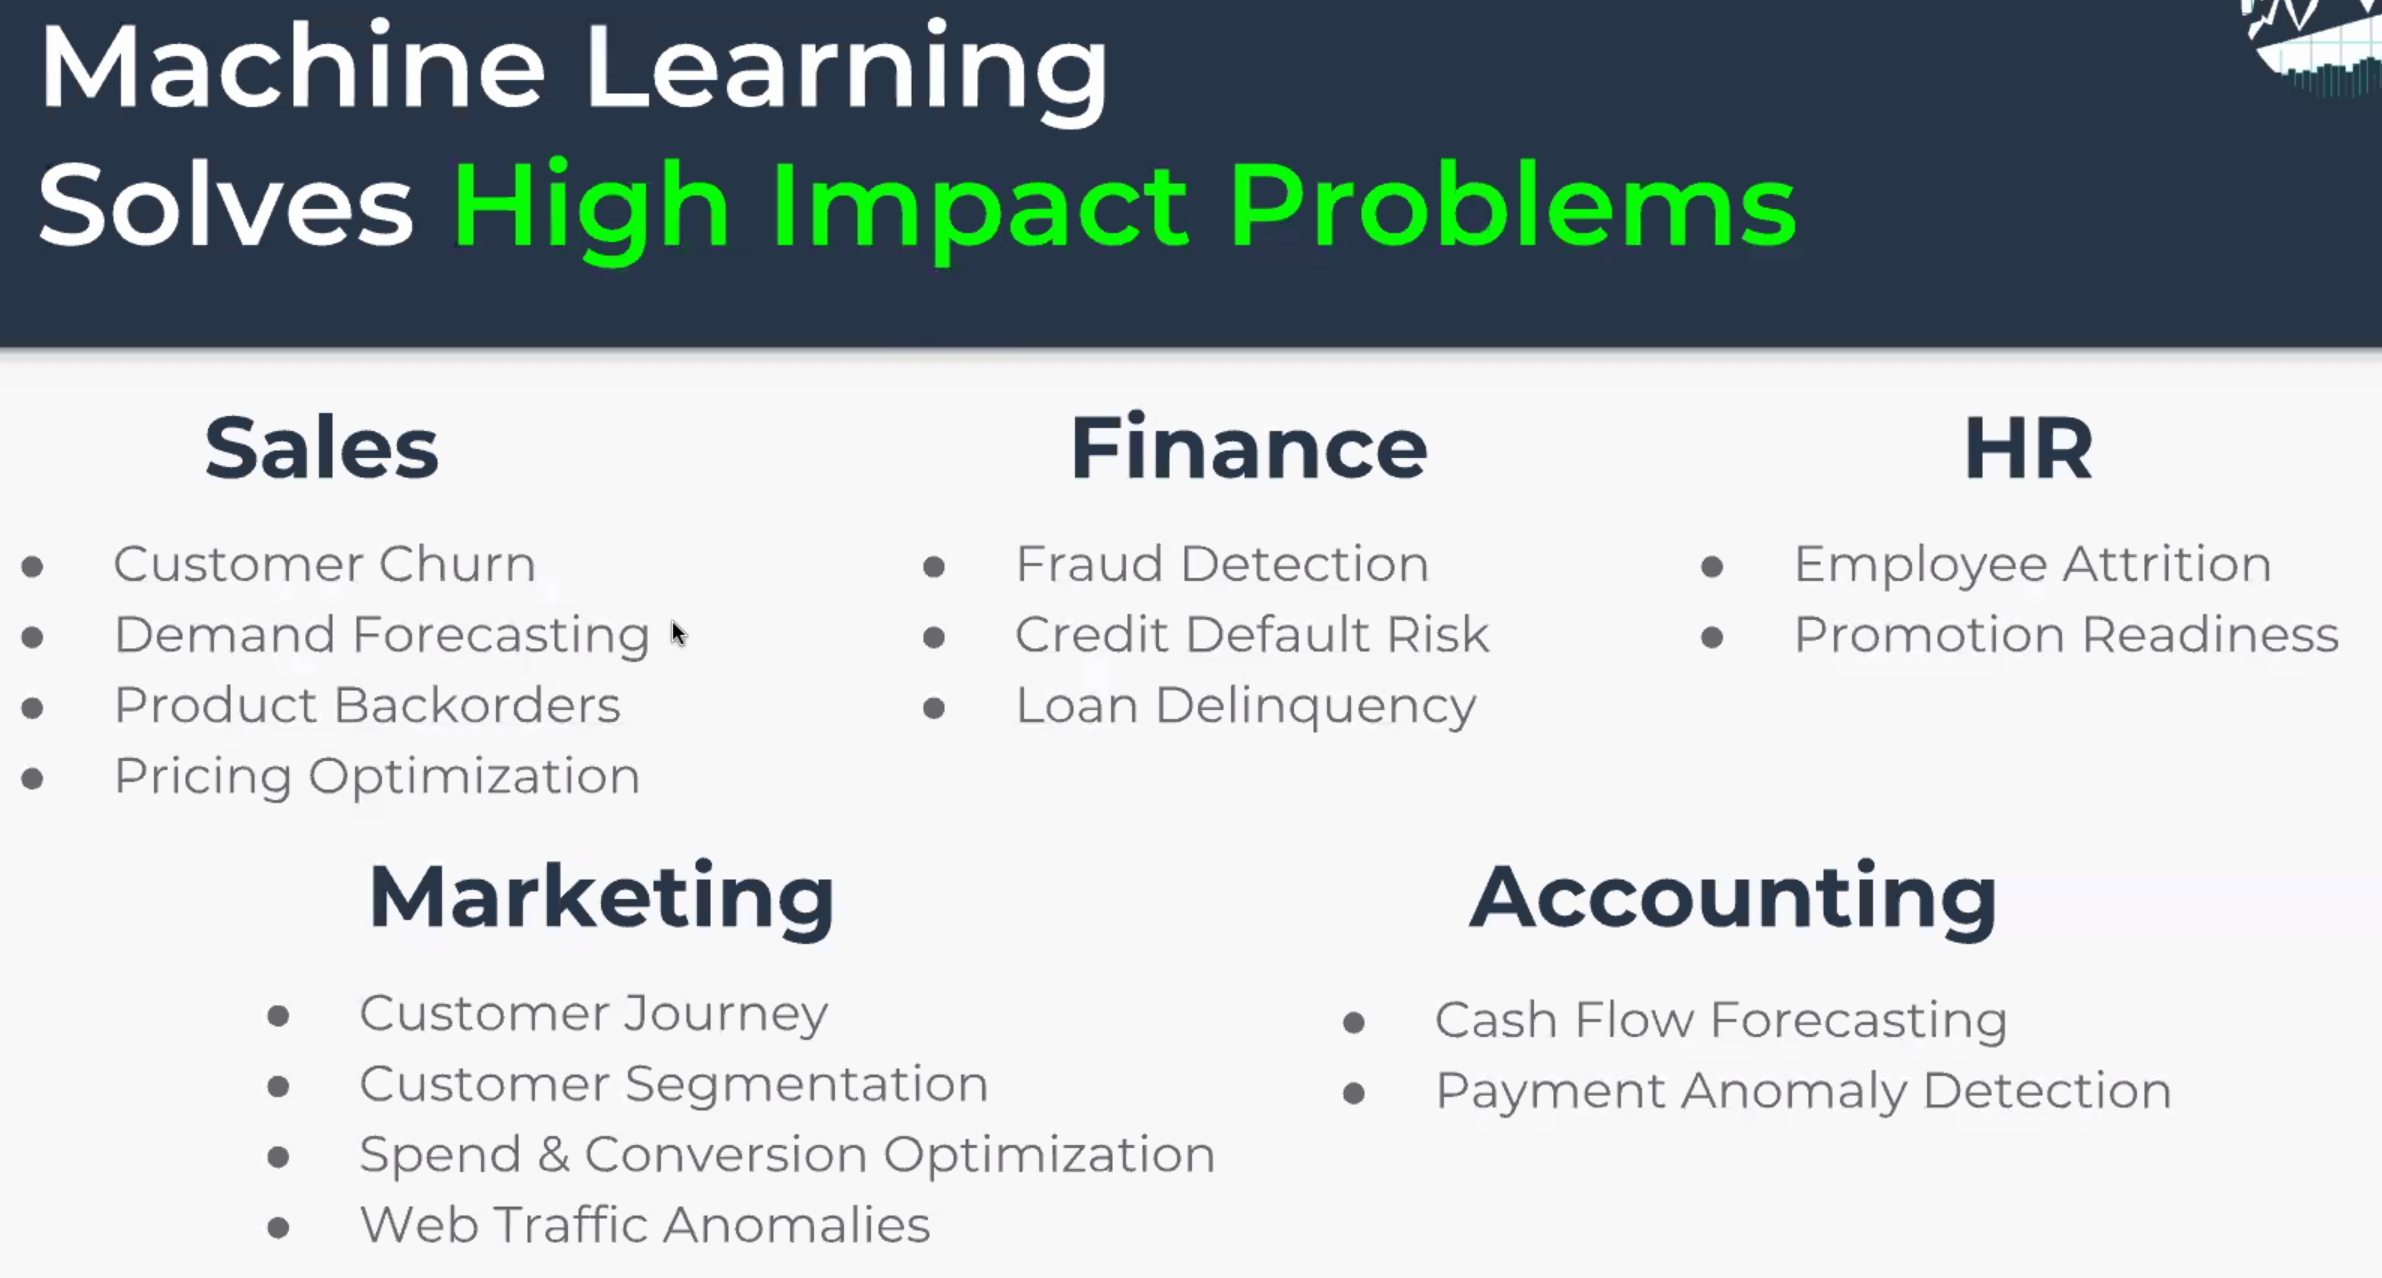 Machine Learning
Solves High Impact Problems
Sales
Customer Churn
Demand Forecasting
Product Backorders
Pricing Optimization
Finance
Fraud Detection
Credit Default Risk
Loan Delinquency
HR
Employee Attrition
Promotion Readiness
Marketing
Customer Journey
Customer Segmentation
Spend & Conversion Optimization
Web Traffic Anomalies
Accounting
Cash Flow Forecasting
Payment Anomaly Detection